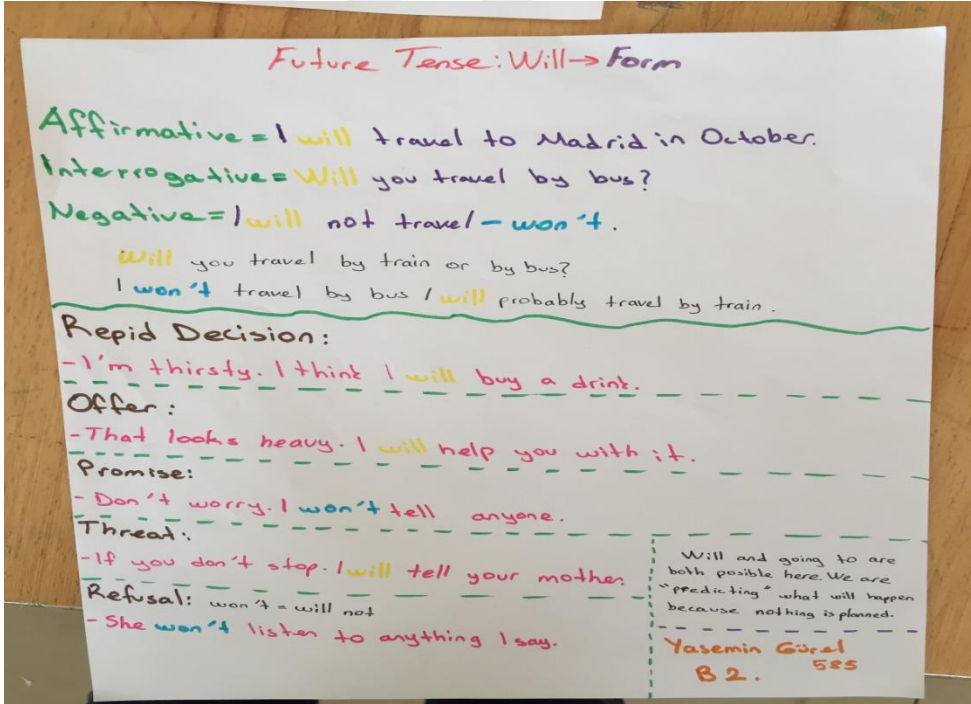 Future Tense: Will → Form
Affirmative = I will travel to Madrid in October.
Interrogative = Will you travel by bus?
Negative = I will not travel - won't.
Will you travel by train or by bus?
I won't travel by bus I will probably travel by train.
Repid Decision:
- I'm thirsty. I think I will buy a drink.
Offer:
- That looks heavy. I will help you with it.
Promise:
- Don't worry. I won't tell anyone.
Threat:
- If you don't stop. I will tell your mother.
Refusal: won't = will not
- She won't listen to anything I say.
Will and going to are
both posible here. We are
"predicting" what will happen
because nothing is planned.
Yasemin Gürel
585
B2.